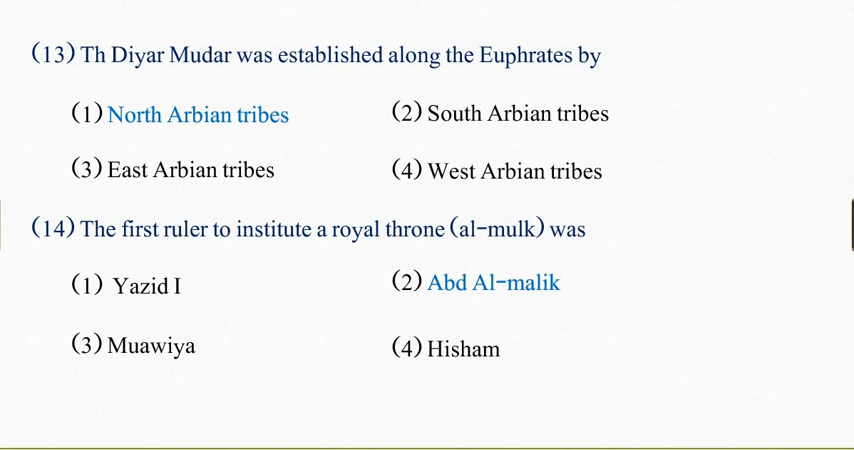 (13) Th Diyar Mudar was established along the Euphrates by
(1) North Arbian tribes (2) South Arbian tribes
(3) East Arbian tribes (4) West Arbian tribes
(14) The first ruler to institute a royal throne (al-mulk) was
(1) Yazid I (2) Abd Al-malik
(3) Muawiya (4) Hisham